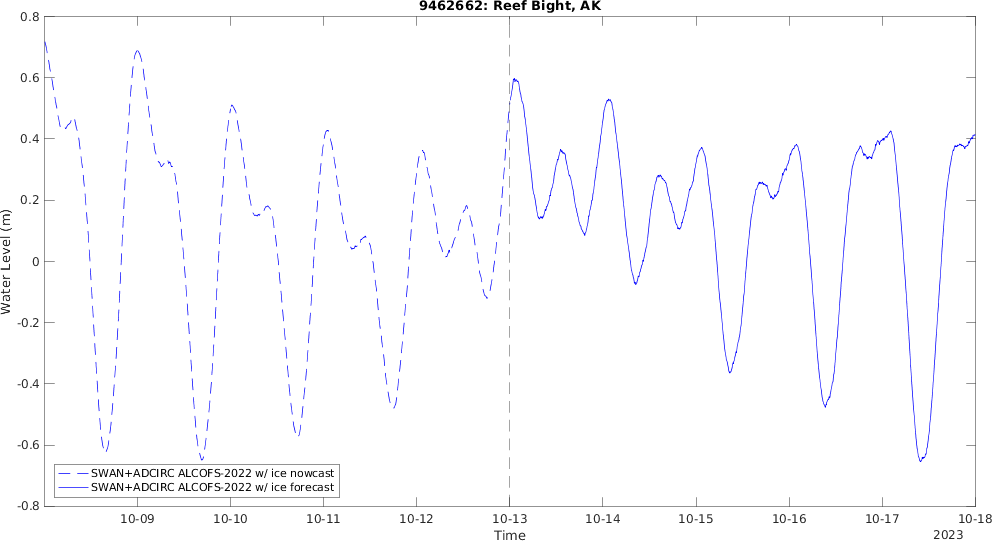 9462662: Reef Bight, AK
0.8
0.6
0.4
0.2
0
-0.2
-0.4
-0.6
-0.8
Water Level (m)
SWAN+ADCIRC ALCOFS-2022 w/ ice nowcast
SWAN+ADCIRC ALCOFS-2022 w/ ice forecast
10-09 10-10 10-11 10-12 10-13 10-14 10-15 10-16 10-17 10-18
Time
2023